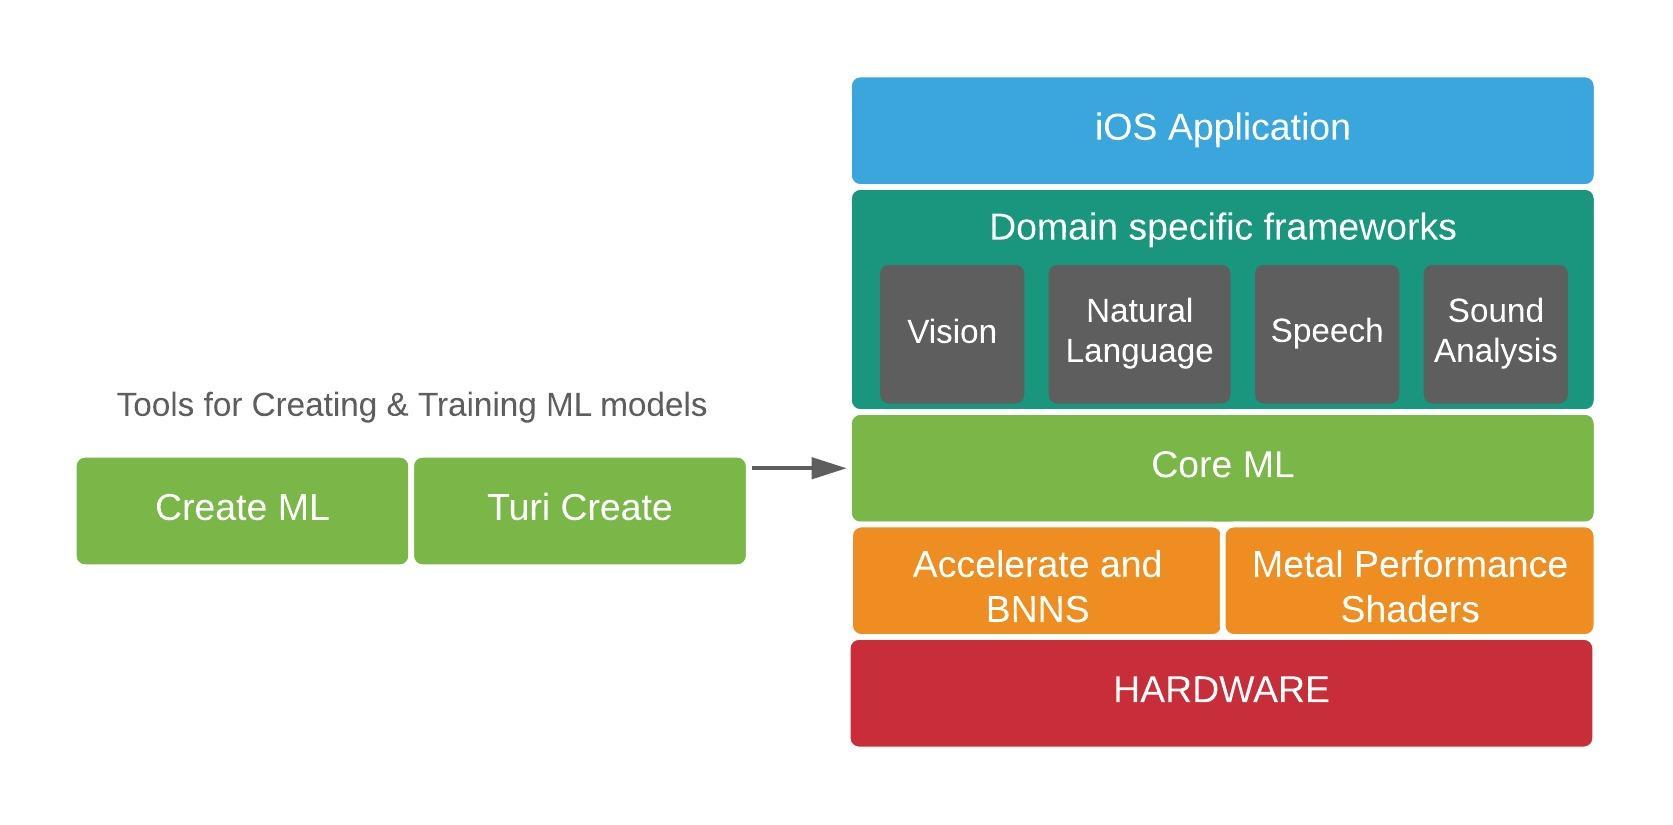 iOS Application
Domain specific frameworks
Vision
Natural
Language
Speech
Sound
Analysis
Tools for Creating & Training ML models
Create ML
Turi Create
Core ML
Accelerate and
BNNS
Metal Performance
Shaders
HARDWARE